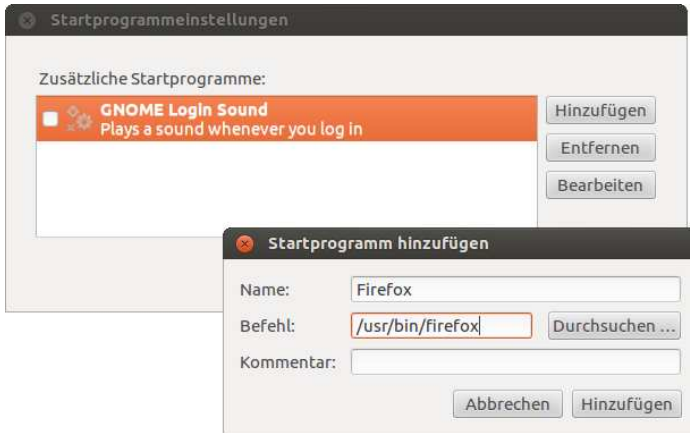 Startprogrammeinstellungen
Zusätzliche Startprogramme:
GNOME Login Sound
Plays a sound whenever you log in
Hinzufügen
Entfernen
Bearbeiten
Startprogramm hinzufügen
Name: Firefox
Befehl: /usr/bin/firefox Durchsuchen ...
Kommentar:
Abbrechen Hinzufügen